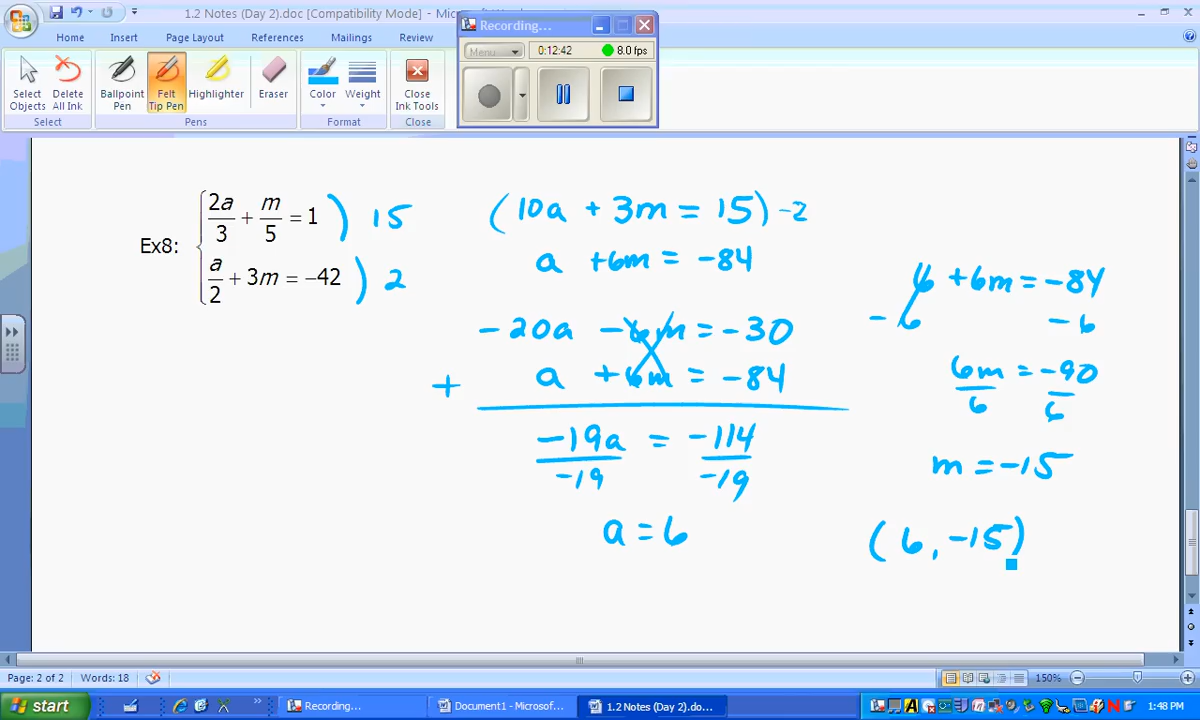 1.2 Notes (Day 2).doc [Compatibility Mode] - M
Recording...
Home Insert Page Layout References Mailings Review
Menu 0:12:42 8.0 fps
Select Objects Delete All Ink Ballpoint Pen Felt Tip Pen Highlighter Eraser Color Weight Close Ink Tools
Select Pens Format Close
Ex8:
2a/3 + m/5 = 1 ) 15
a/2 + 3m = −42 ) 2
(10a + 3m = 15) -2
a + 6m = -84
-20a - 6m = -30
+ a + 6m = -84
-19a = -114
-19 -19
a = 6
6 + 6m = -84
- 6 - 6
6m = -90
6 6
m = -15
(6, -15)
Page: 2 of 2 Words: 18 150%
start Recording... Document1 - Microsof... 1.2 Notes (Day 2).do... 1:48 PM